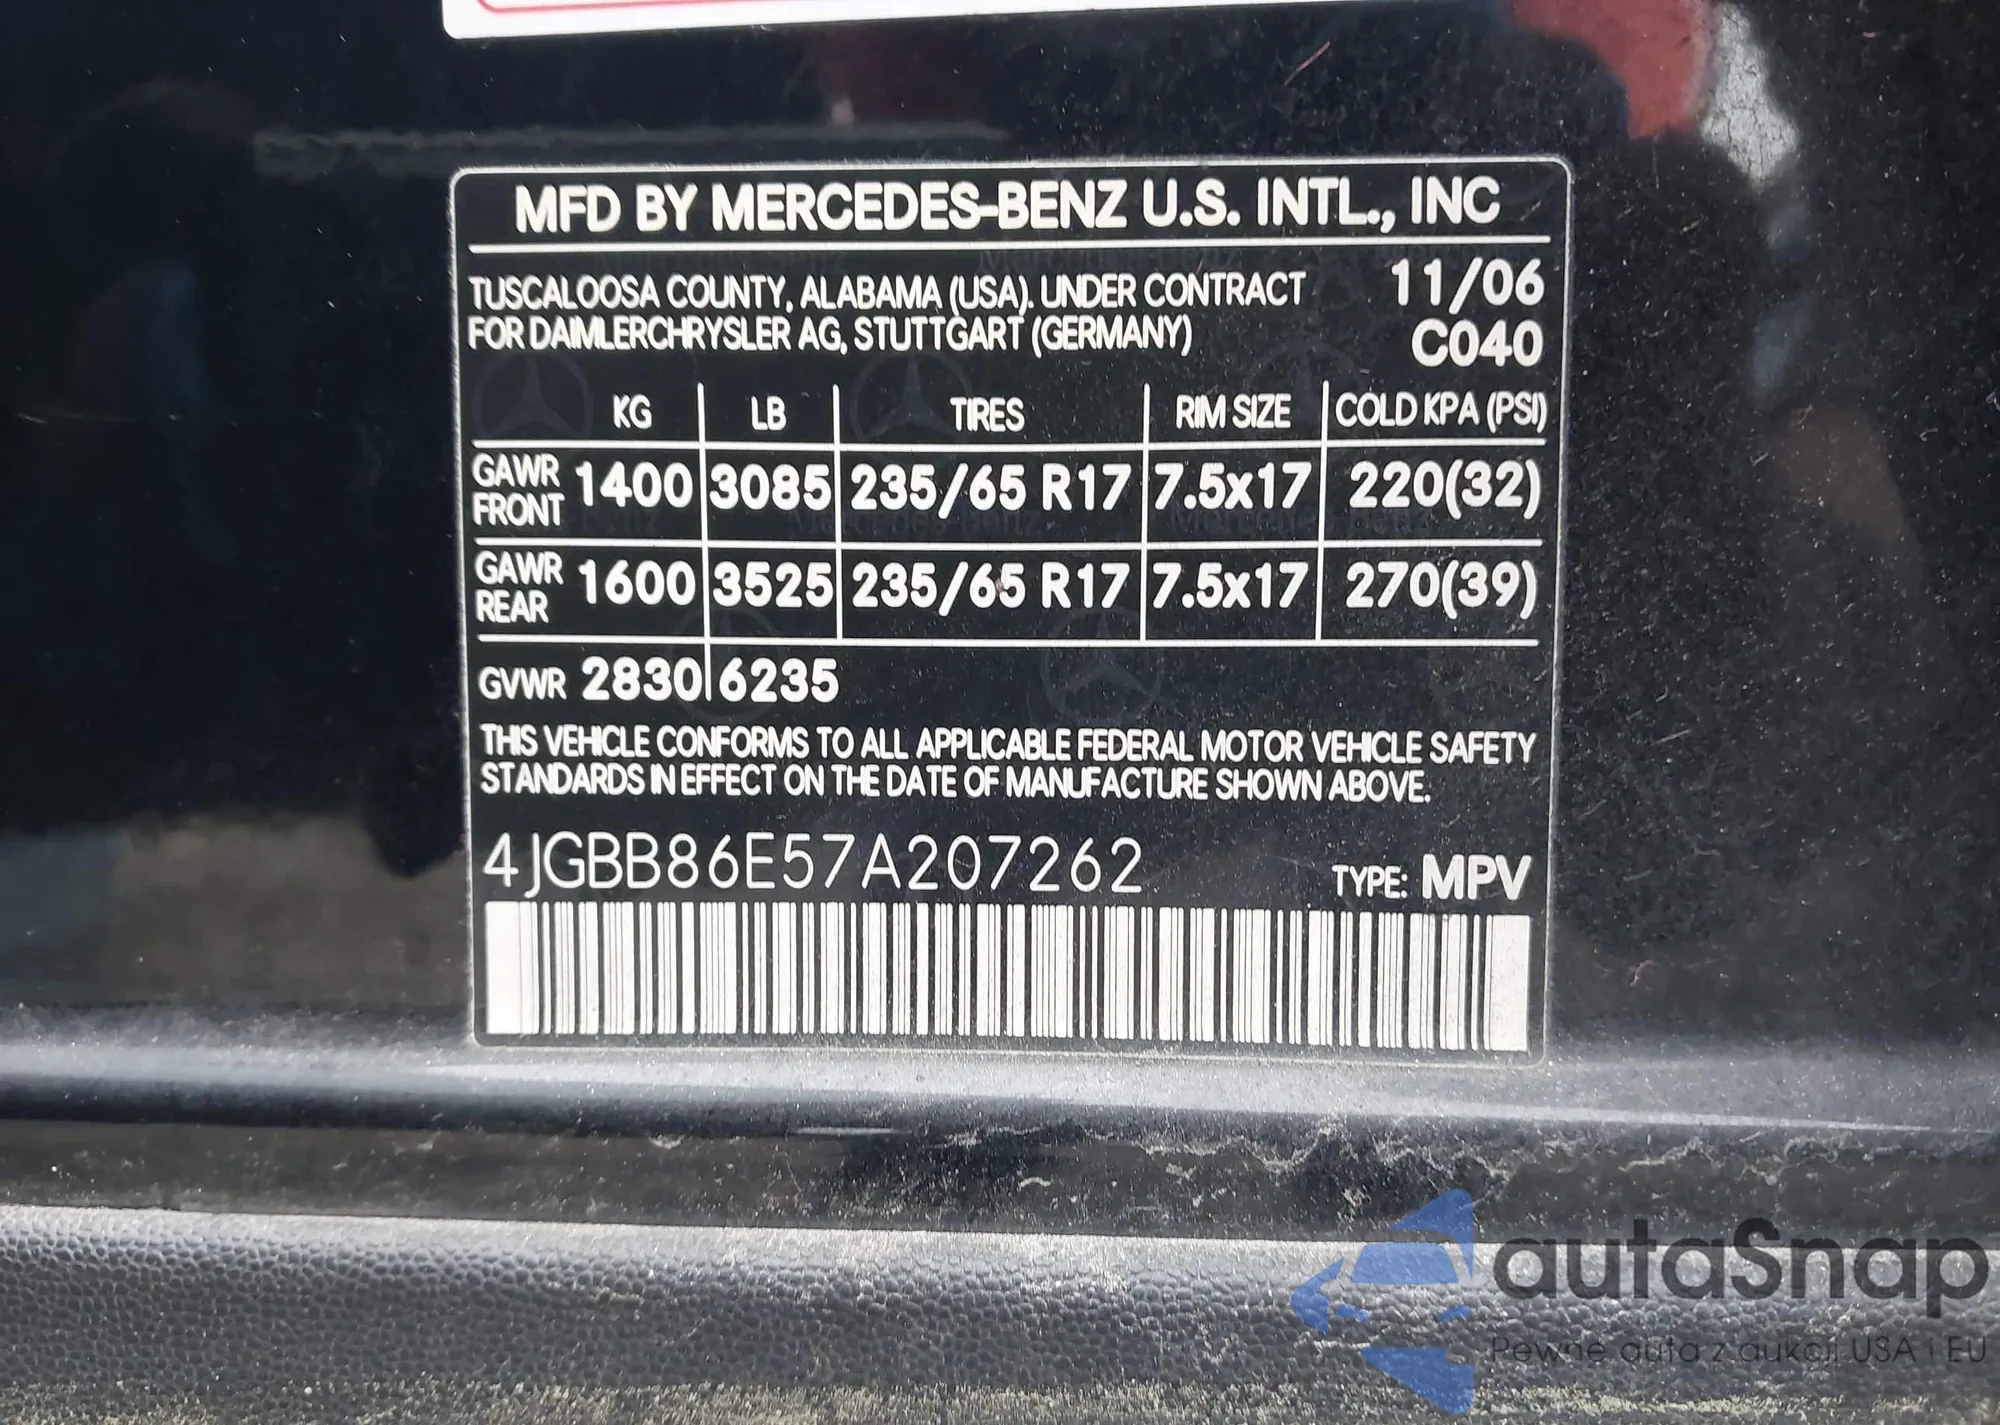 MFD BY MERCEDES-BENZ U.S. INTL., INC
TUSCALOOSA COUNTY, ALABAMA (USA). UNDER CONTRACT 11/06
FOR DAIMLERCHRYSLER AG, STUTTGART (GERMANY) C040
KG LB TIRES RIM SIZE COLD KPA (PSI)
GAWR FRONT 1400 3085 235/65 R17 7.5x17 220(32)
GAWR REAR 1600 3525 235/65 R17 7.5x17 270(39)
GVWR 2830 6235
THIS VEHICLE CONFORMS TO ALL APPLICABLE FEDERAL MOTOR VEHICLE SAFETY
STANDARDS IN EFFECT ON THE DATE OF MANUFACTURE SHOWN ABOVE.
4JGBB86E57A207262 TYPE: MPV
autaSnap
Pewne auta z aukcji USA i EU